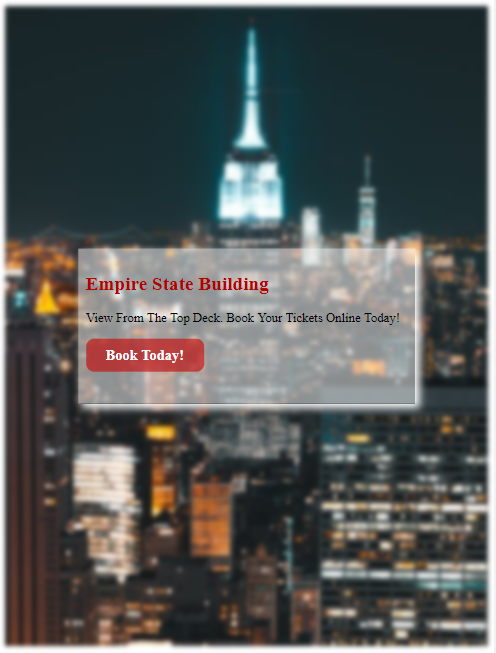 Empire State Building
View From The Top Deck. Book Your Tickets Online Today!
Book Today!